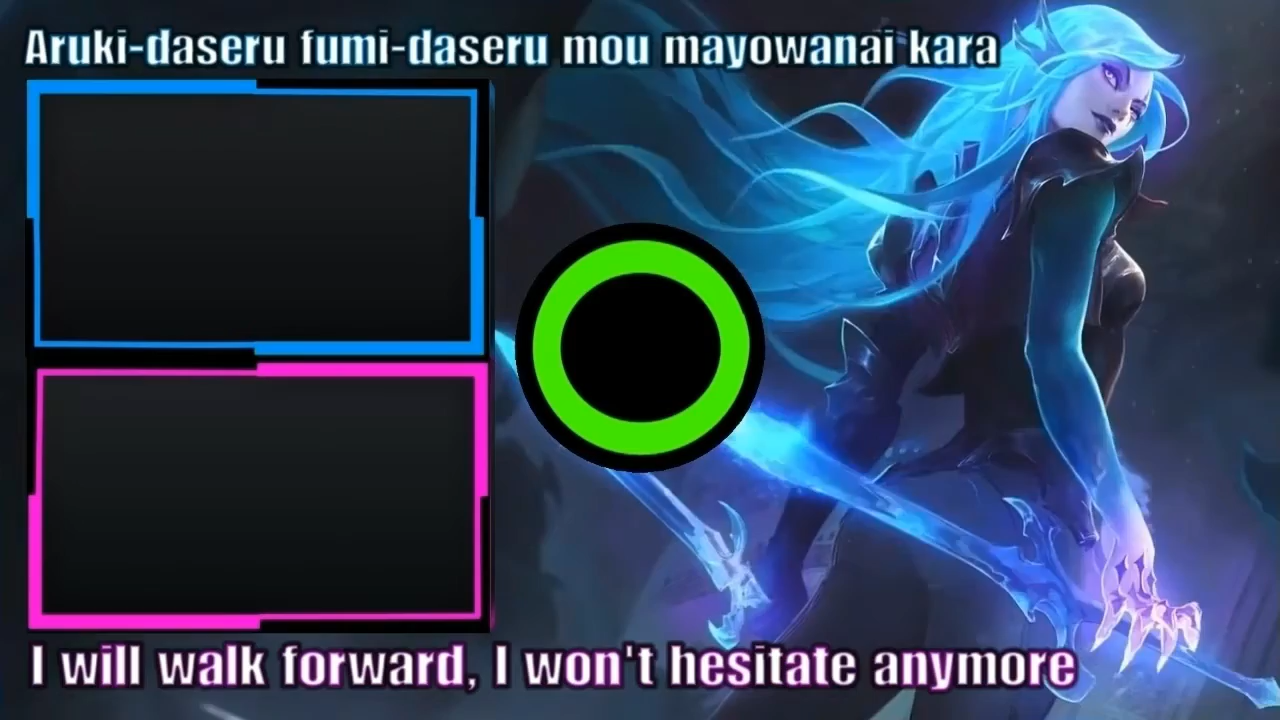 Aruki-daseru fumi-daseru mou mayowanai kara
I will walk forward, I won't hesitate anymore